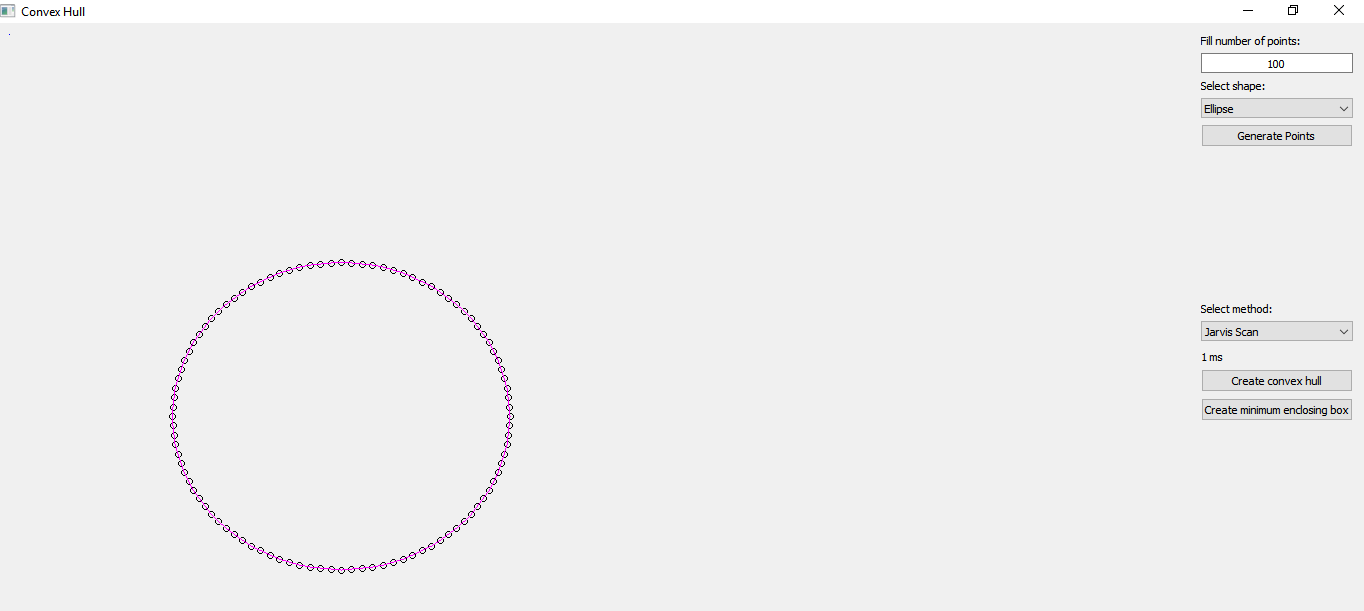 Convex Hull
Fill number of points:
100
Select shape:
Ellipse
Generate Points
Select method:
Jarvis Scan
1 ms
Create convex hull
Create minimum enclosing box